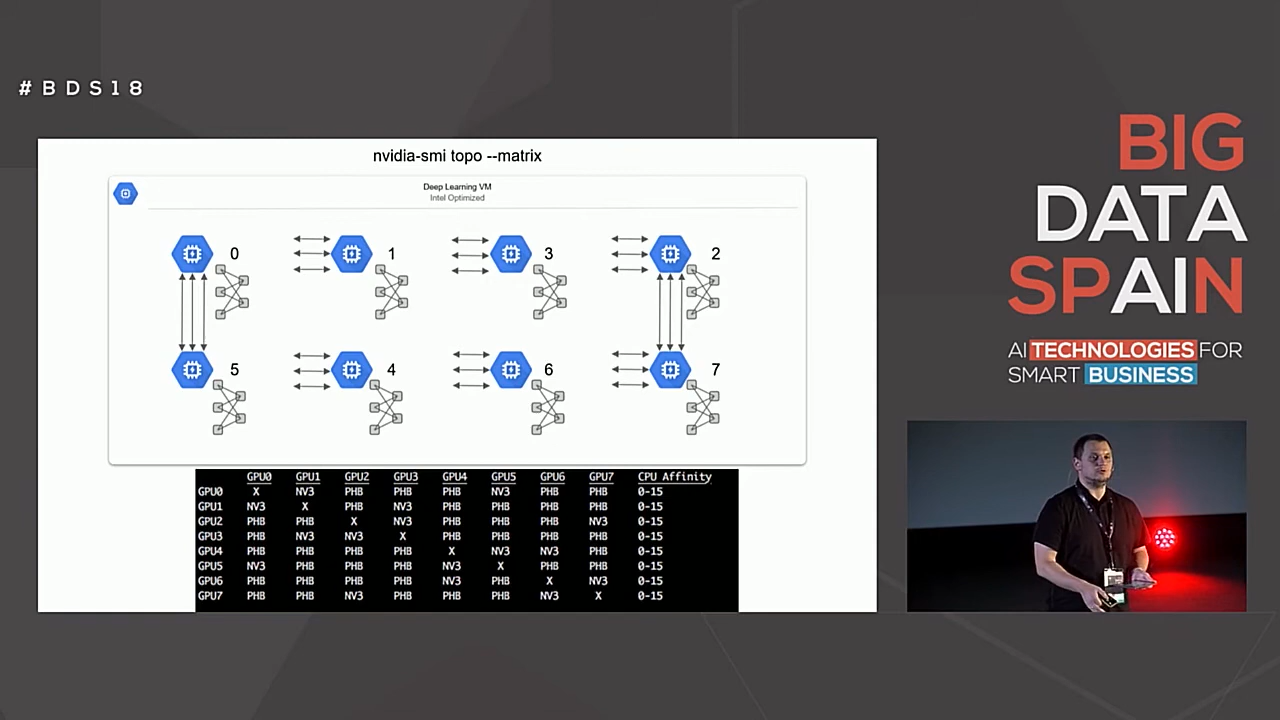 #BDS18
nvidia-smi topo --matrix
Deep Learning VM
Intel Optimized
0 1 3 2
5 4 6 7
GPU0 GPU1 GPU2 GPU3 GPU4 GPU5 GPU6 GPU7 CPU Affinity
GPU0 X NV3 PHB PHB PHB NV3 PHB PHB 0-15
GPU1 NV3 X PHB NV3 PHB PHB PHB PHB 0-15
GPU2 PHB PHB X NV3 PHB PHB PHB NV3 0-15
GPU3 PHB NV3 NV3 X PHB PHB PHB PHB 0-15
GPU4 PHB PHB PHB PHB X NV3 NV3 PHB 0-15
GPU5 NV3 PHB PHB PHB NV3 X PHB PHB 0-15
GPU6 PHB PHB PHB PHB NV3 PHB X NV3 0-15
GPU7 PHB PHB NV3 PHB PHB PHB NV3 X 0-15
BIG
DATA
SPAIN
AI TECHNOLOGIES FOR
SMART BUSINESS